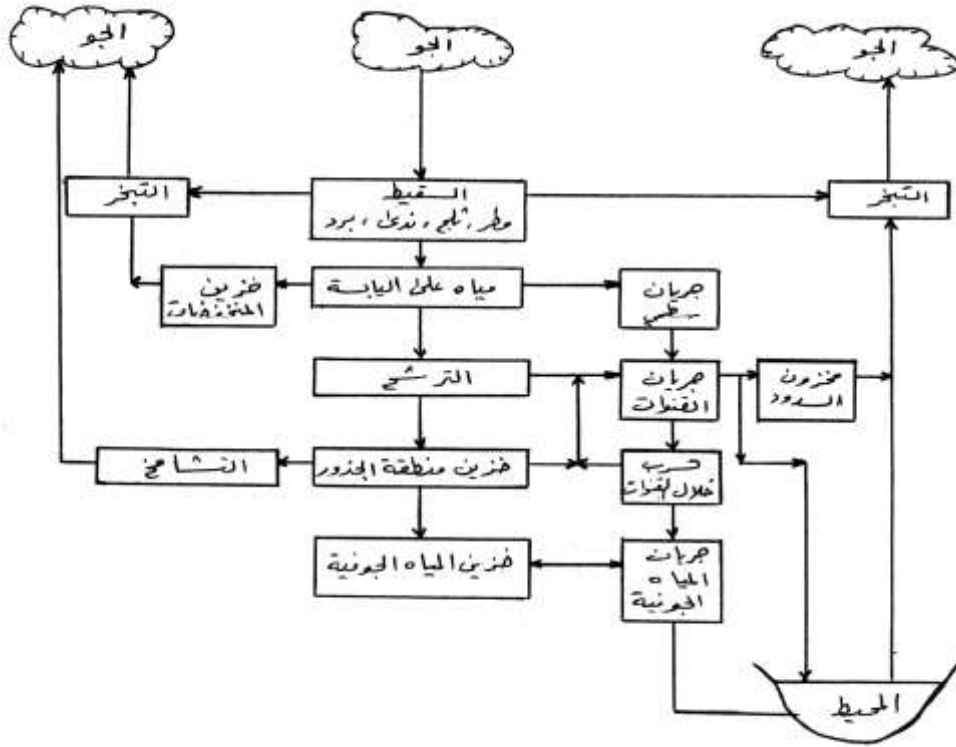 الجو
الجو
الجو
التبخر
السقيط
مطر، ثلج، ندى، برد
التبخر
جريان
سطحي
مياه على اليابسة
خزين
المنخفضات
مخزون
السدود
جريان
القنوات
الترشح
تسرب
خلال القنوات
خزين منطقة الجذور
النتح
جريان
المياه
الجوفية
خزين المياه الجوفية
المحيط